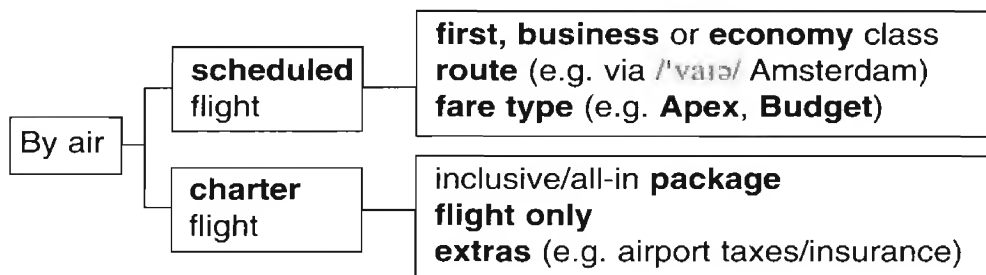 By air
scheduled
flight
first, business or economy class
route (e.g. via /'vaɪə/ Amsterdam)
fare type (e.g. Apex, Budget)
charter
flight
inclusive/all-in package
flight only
extras (e.g. airport taxes/insurance)